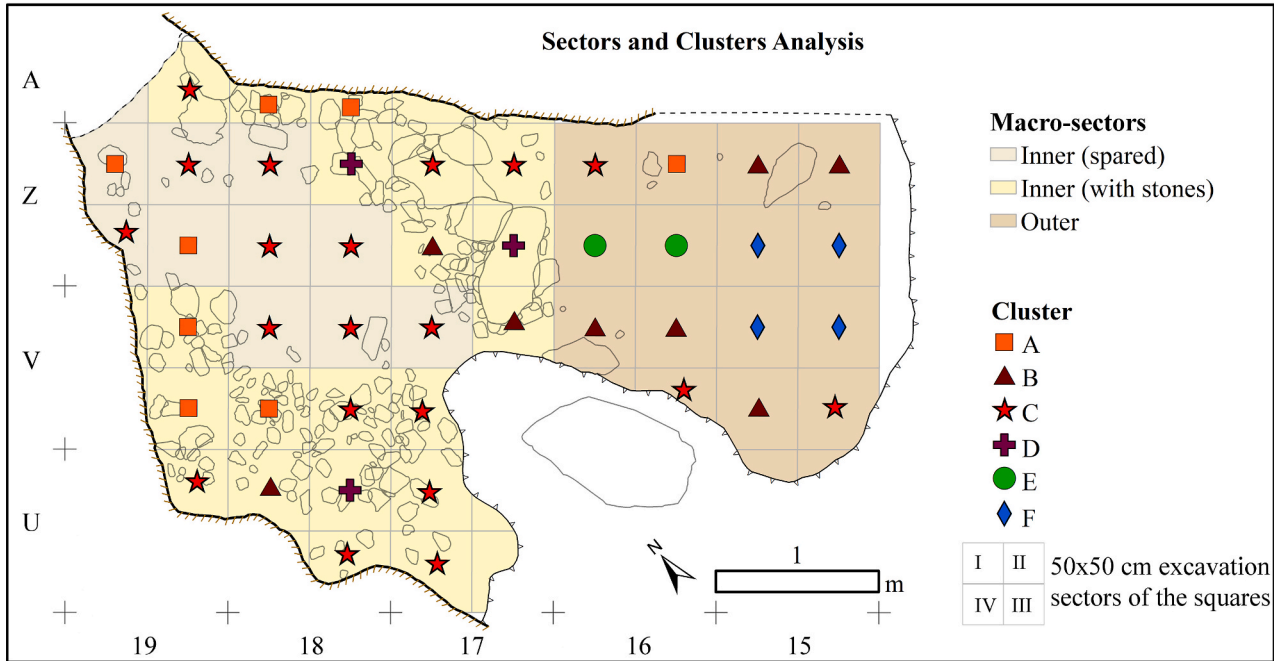 Sectors and Clusters Analysis
A
Z
V
U
19 18 17 16 15
N
1
m
Macro-sectors
Inner (spared)
Inner (with stones)
Outer
Cluster
A
B
C
D
E
F
I II
IV III
50x50 cm excavation
sectors of the squares